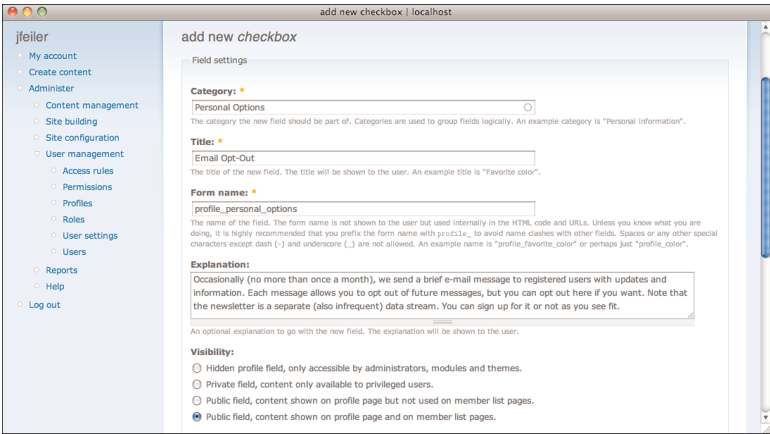 add new checkbox | localhost
jfeiler
My account
Create content
Administer
Content management
Site building
Site configuration
User management
Access rules
Permissions
Profiles
Roles
User settings
Users
Reports
Help
Log out
add new checkbox
Field settings
Category: *
Personal Options
The category the new field should be part of. Categories are used to group fields logically. An example category is "Personal information".
Title: *
Email Opt-Out
The title of the new field. The title will be shown to the user. An example title is "Favorite color".
Form name: *
profile_personal_options
The name of the field. The form name is not shown to the user but used internally in the HTML code and URLs. Unless you know what you are
doing, it is highly recommended that you prefix the form name with profile_ to avoid name clashes with other fields. Spaces or any other special
characters except dash (-) and underscore (_) are not allowed. An example name is "profile_favorite_color" or perhaps just "profile_color".
Explanation:
Occasionally (no more than once a month), we send a brief e-mail message to registered users with updates and
information. Each message allows you to opt out of future messages, but you can opt out here if you want. Note that
the newsletter is a separate (also infrequent) data stream. You can sign up for it or not as you see fit.
An optional explanation to go with the new field. The explanation will be shown to the user.
Visibility:
Hidden profile field, only accessible by administrators, modules and themes.
Private field, content only available to privileged users.
Public field, content shown on profile page but not used on member list pages.
Public field, content shown on profile page and on member list pages.